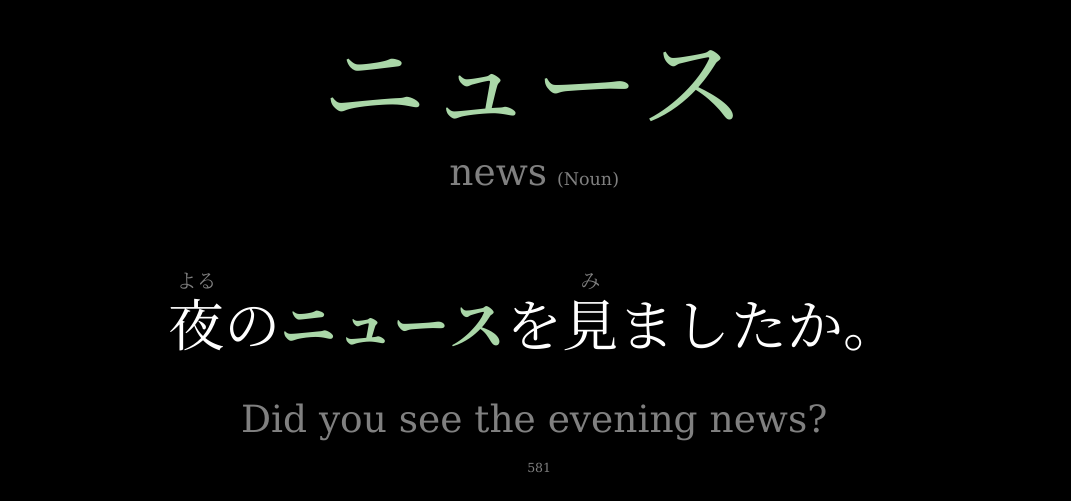 ニュース
news (Noun)
よる み
夜のニュースを見ましたか。
Did you see the evening news?
581